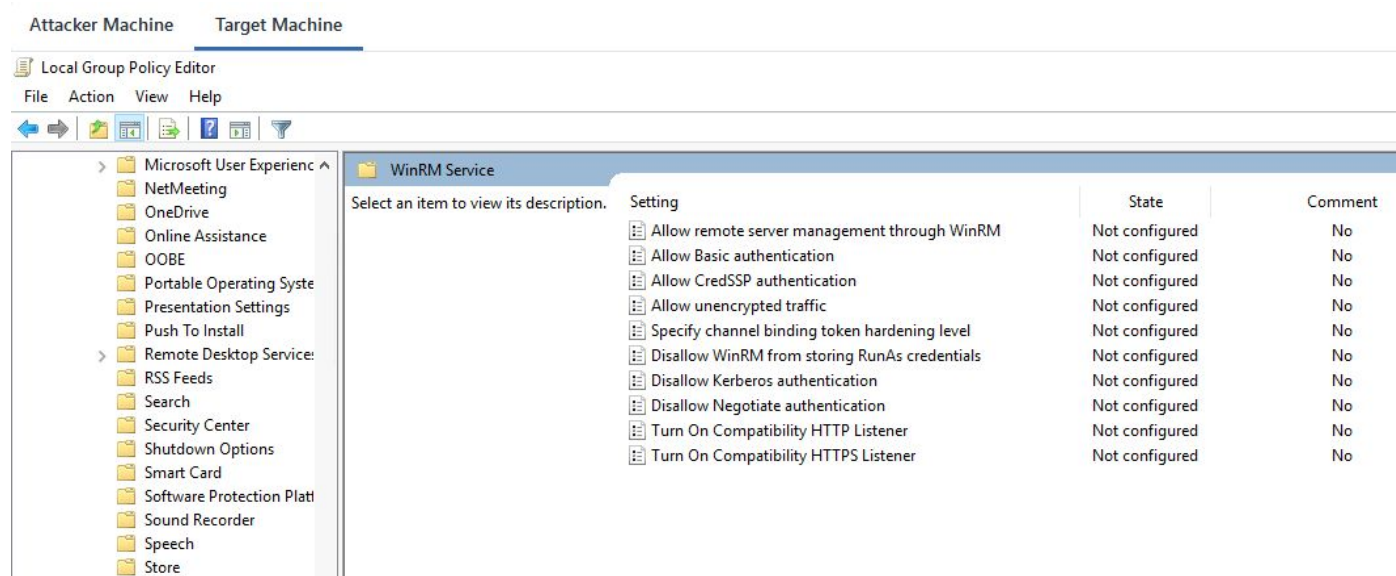 Attacker Machine Target Machine
Local Group Policy Editor
File Action View Help
Microsoft User Experienc
NetMeeting
OneDrive
Online Assistance
OOBE
Portable Operating Syste
Presentation Settings
Push To Install
Remote Desktop Services
RSS Feeds
Search
Security Center
Shutdown Options
Smart Card
Software Protection Platf
Sound Recorder
Speech
Store
WinRM Service
Select an item to view its description.
Setting State Comment
Allow remote server management through WinRM Not configured No
Allow Basic authentication Not configured No
Allow CredSSP authentication Not configured No
Allow unencrypted traffic Not configured No
Specify channel binding token hardening level Not configured No
Disallow WinRM from storing RunAs credentials Not configured No
Disallow Kerberos authentication Not configured No
Disallow Negotiate authentication Not configured No
Turn On Compatibility HTTP Listener Not configured No
Turn On Compatibility HTTPS Listener Not configured No